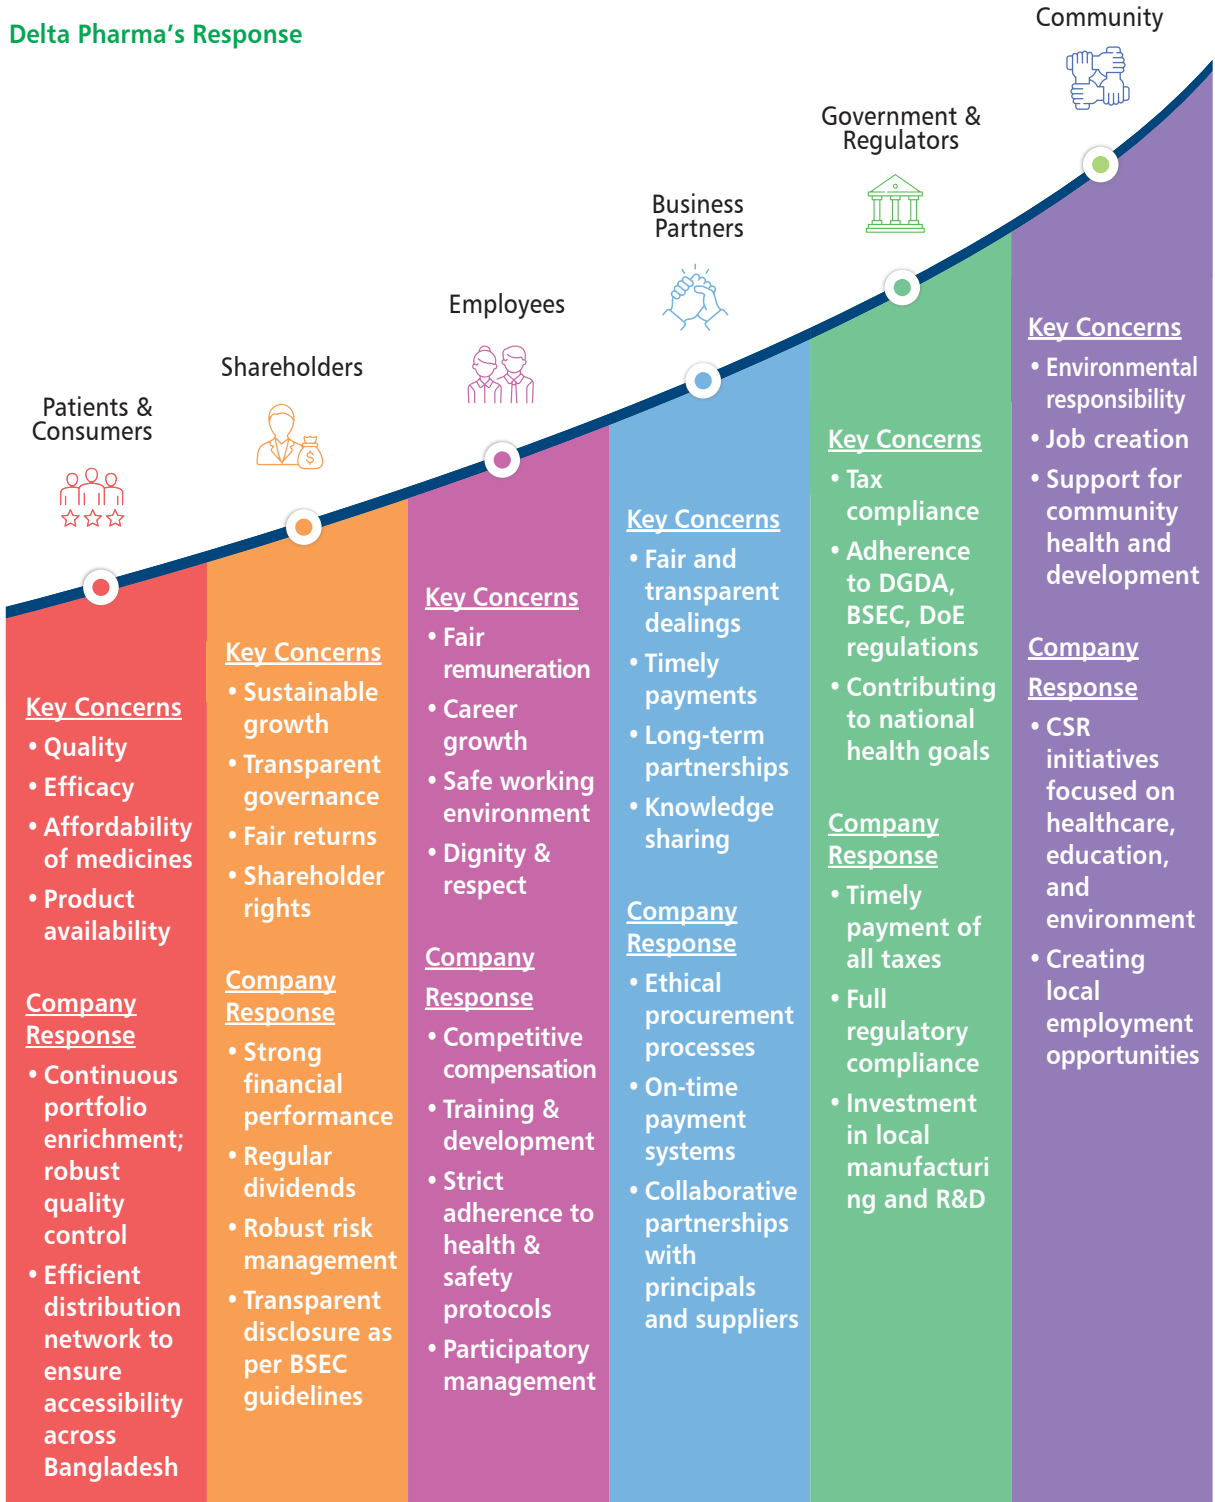 Delta Pharma’s Response
Patients &
Consumers
Key Concerns
• Quality
• Efficacy
• Affordability
of medicines
• Product
availability
Company
Response
• Continuous
portfolio
enrichment;
robust
quality
control
• Efficient
distribution
network to
ensure
accessibility
across
Bangladesh
Shareholders
$
Key Concerns
• Sustainable
growth
• Transparent
governance
• Fair returns
• Shareholder
rights
Company
Response
• Strong
financial
performance
• Regular
dividends
• Robust risk
management
• Transparent
disclosure as
per BSEC
guidelines
Employees
Key Concerns
• Fair
remuneration
• Career
growth
• Safe working
environment
• Dignity &
respect
Company
Response
• Competitive
compensation
• Training &
development
• Strict
adherence to
health &
safety
protocols
• Participatory
management
Business
Partners
Key Concerns
• Fair and
transparent
dealings
• Timely
payments
• Long-term
partnerships
• Knowledge
sharing
Company
Response
• Ethical
procurement
processes
• On-time
payment
systems
• Collaborative
partnerships
with
principals
and suppliers
Government &
Regulators
Key Concerns
• Tax
compliance
• Adherence
to DGDA,
BSEC, DoE
regulations
• Contributing
to national
health goals
Company
Response
• Timely
payment of
all taxes
• Full
regulatory
compliance
• Investment
in local
manufacturi
ng and R&D
Community
Key Concerns
• Environmental
responsibility
• Job creation
• Support for
community
health and
development
Company
Response
• CSR
initiatives
focused on
healthcare,
education,
and
environment
• Creating
local
employment
opportunities